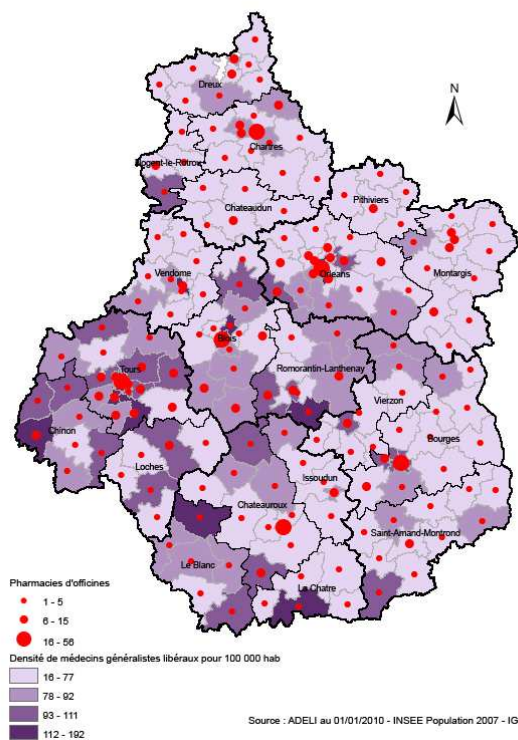 N
Dreux
Chartres
Nogent-le-Rotrou
Chateaudun
Pithiviers
Orleans
Montargis
Vendome
Blois
Romorantin-Lanthenay
Tours
Vierzon
Chinon
Bourges
Loches
Issoudun
Chateauroux
Saint-Amand-Montrond
Le Blanc
La Chatre
Pharmacies d'officines
1 - 5
6 - 15
16 - 56
Densité de médecins généralistes libéraux pour 100 000 hab
16 - 77
78 - 92
93 - 111
112 - 192
Source : ADELI au 01/01/2010 - INSEE Population 2007 - IG